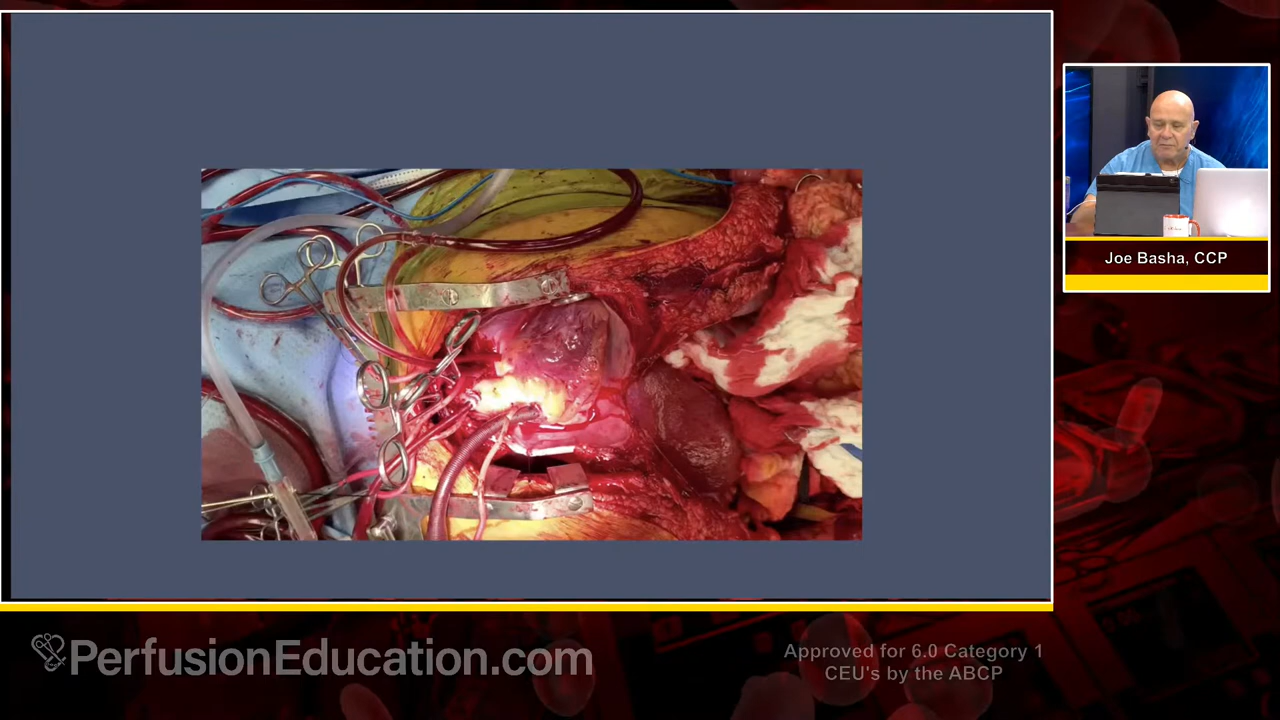 Joe Basha, CCP
PerfusionEducation.com
Approved for 6.0 Category 1
CEU's by the ABCP